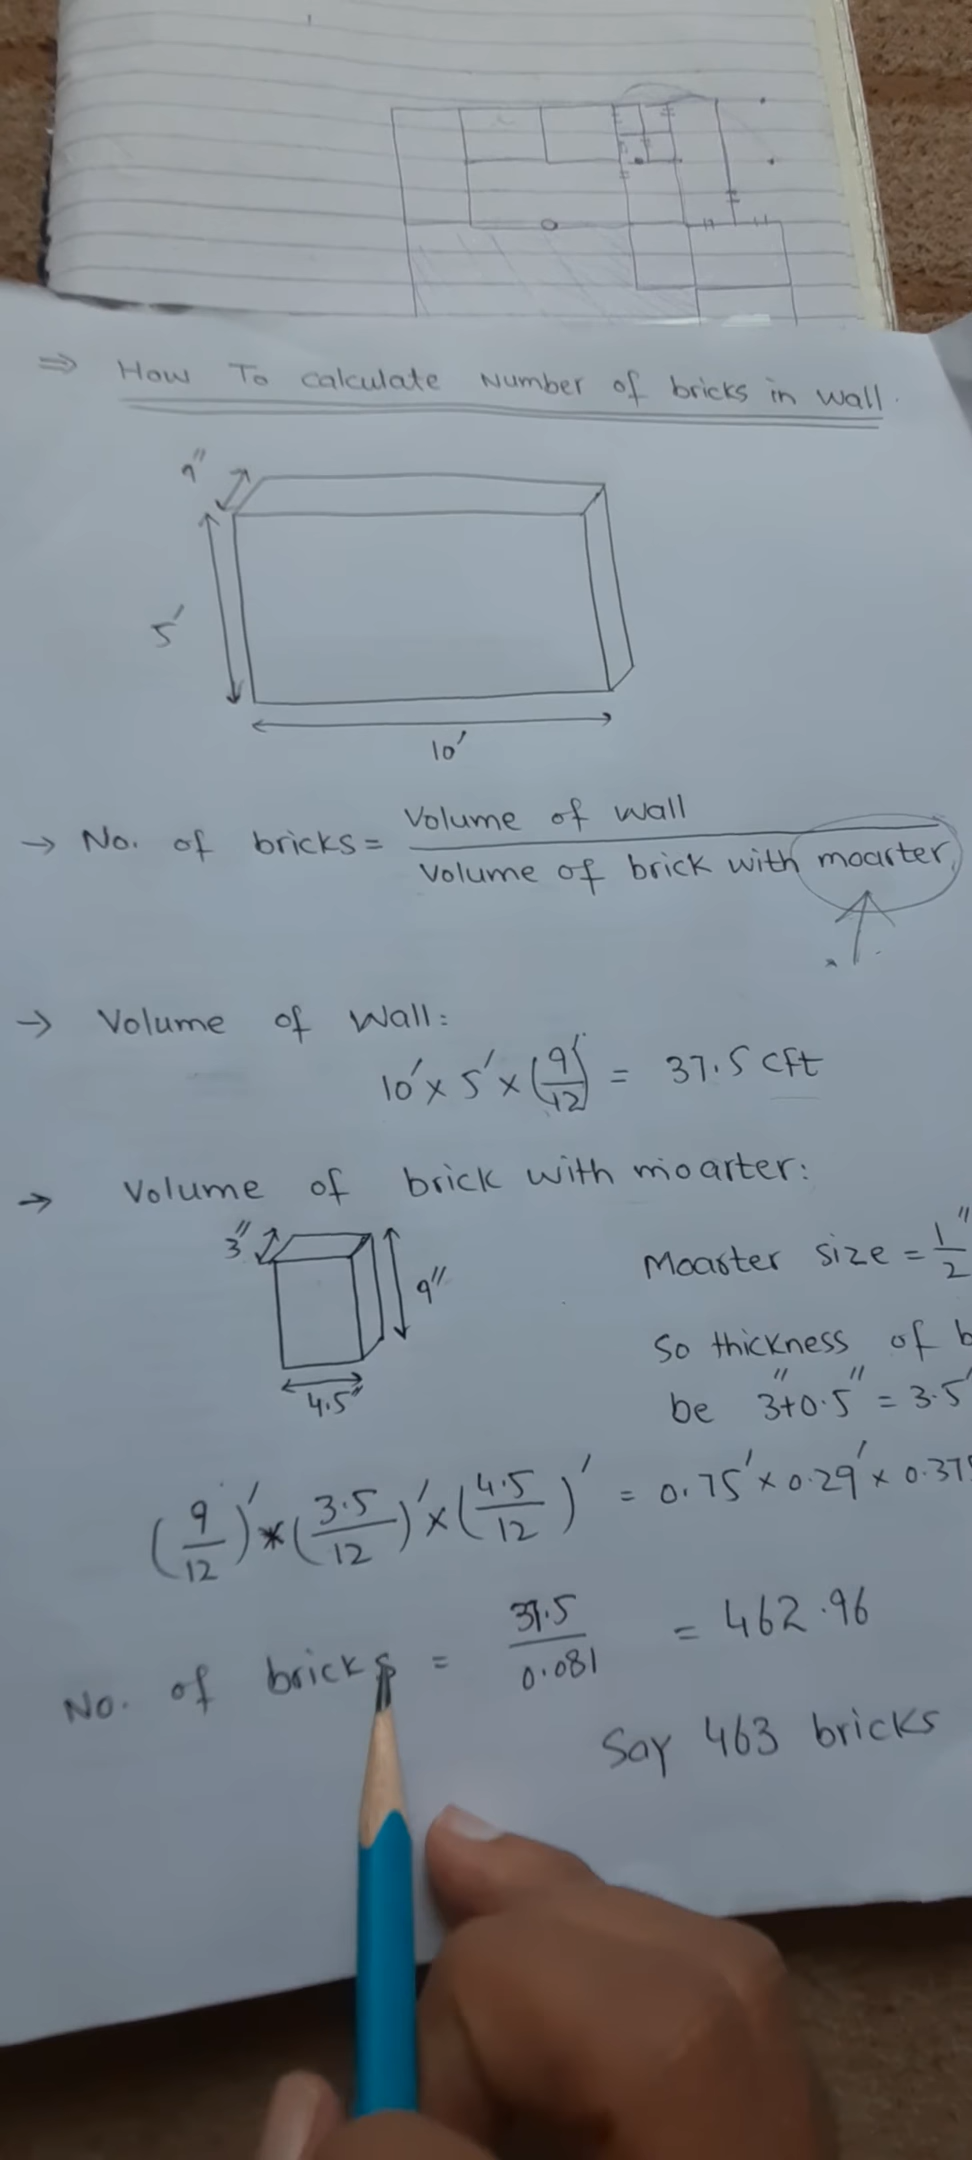 ⇒ How To calculate Number of bricks in wall.
9"
5'
10'
→ No. of bricks = Volume of wall
Volume of brick with moarter.
→ Volume of Wall:
10' x 5' x (9/12)' = 37.5 cft
→ Volume of brick with moarter:
3"
9"
4.5"
Moarter size = 1/2"
So thickness of b
be 3"+0.5" = 3.5"
(9/12)' x (3.5/12)' x (4.5/12)' = 0.75' x 0.29' x 0.375
No. of bricks = 37.5/0.081 = 462.96
Say 463 bricks